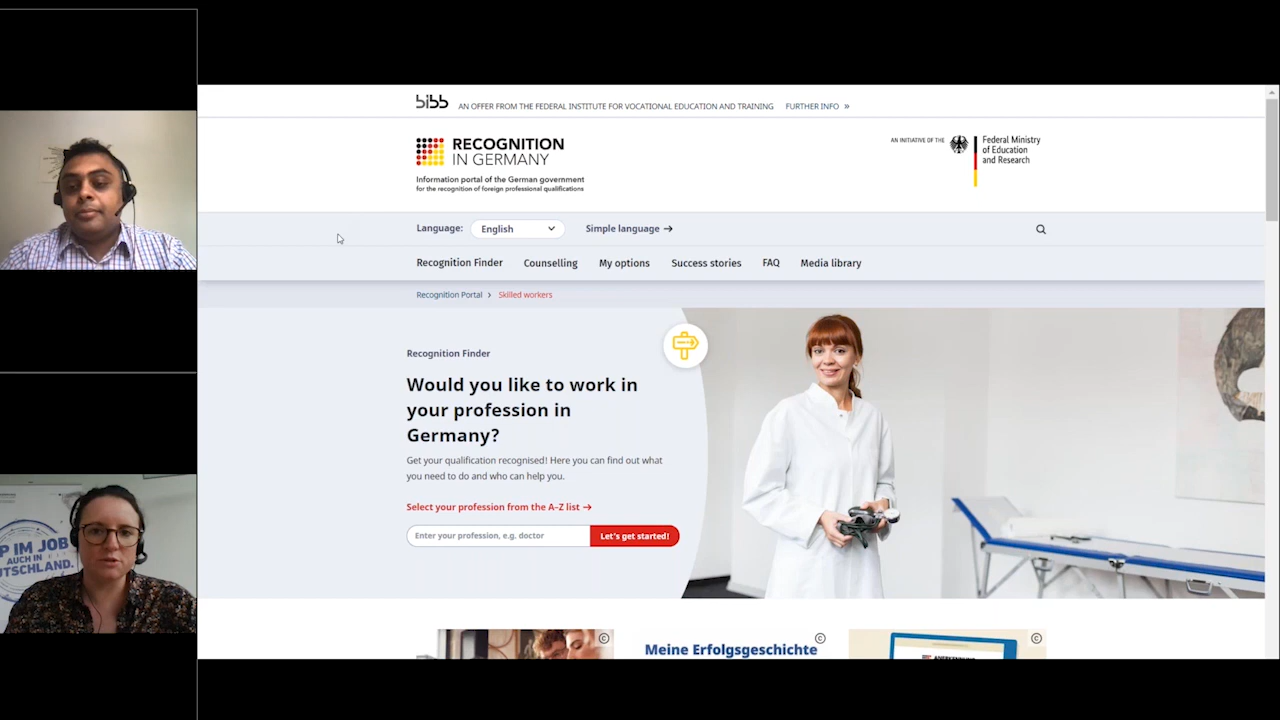 bibb AN OFFER FROM THE FEDERAL INSTITUTE FOR VOCATIONAL EDUCATION AND TRAINING FURTHER INFO »
RECOGNITION
IN GERMANY
Information portal of the German government
for the recognition of foreign professional qualifications
AN INITIATIVE OF THE
Federal Ministry
of Education
and Research
Language: English Simple language →
Recognition Finder Counselling My options Success stories FAQ Media library
Recognition Portal > Skilled workers
Recognition Finder
Would you like to work in
your profession in
Germany?
Get your qualification recognised! Here you can find out what
you need to do and who can help you.
Select your profession from the A–Z list →
Enter your profession, e.g. doctor Let's get started!
©
Meine Erfolgsgeschichte ©
©
P IM JOB
AUCH IN
UTSCHLAND.